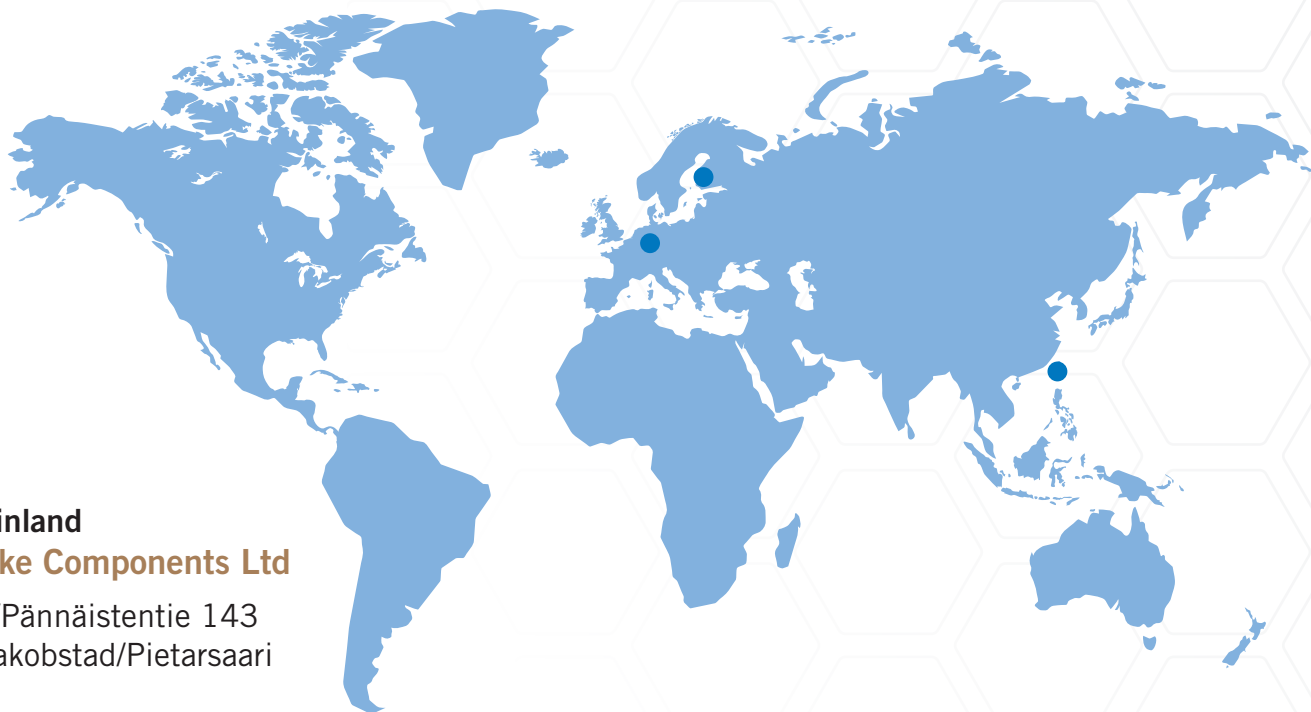 inland
ke Components Ltd
/Pännäistentie 143
akobstad/Pietarsaari